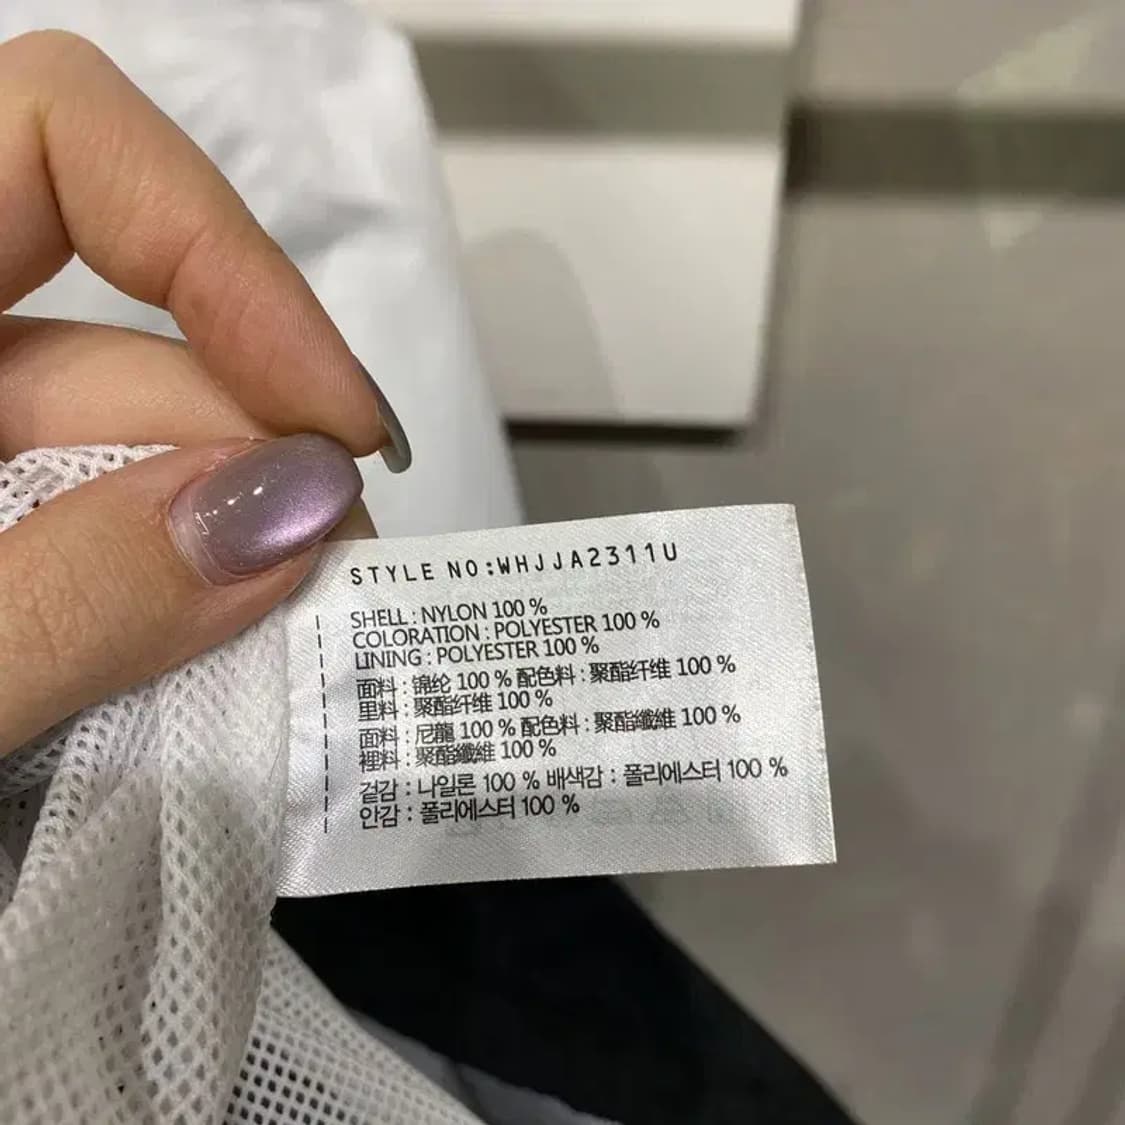 STYLE NO:WHJJA2311U
SHELL : NYLON 100 %
COLORATION : POLYESTER 100 %
LINING : POLYESTER 100 %
面料 : 锦纶 100 % 配色料 : 聚酯纤维 100 %
里料 : 聚酯纤维 100 %
面料 : 尼龍 100 % 配色料 : 聚酯纖維 100 %
裡料 : 聚酯纖維 100 %
겉감 : 나일론 100 % 배색감 : 폴리에스터 100 %
안감 : 폴리에스터 100 %